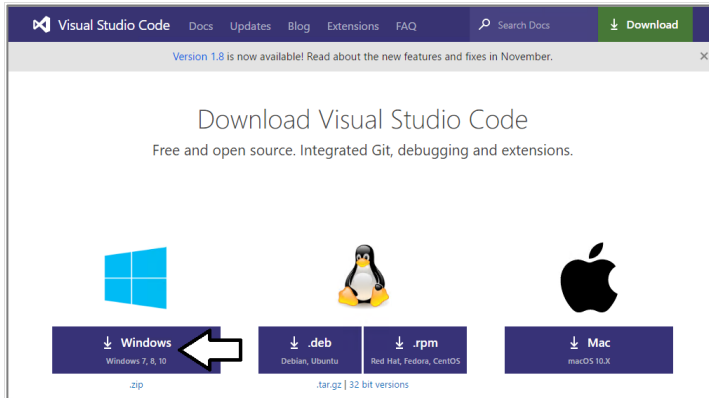 Visual Studio Code Docs Updates Blog Extensions FAQ Search Docs Download
Version 1.8 is now available! Read about the new features and fixes in November. ×
Download Visual Studio Code
Free and open source. Integrated Git, debugging and extensions.
Windows
Windows 7, 8, 10
.zip
.deb
Debian, Ubuntu
.rpm
Red Hat, Fedora, CentOS
.tar.gz | 32 bit versions
Mac
macOS 10.X